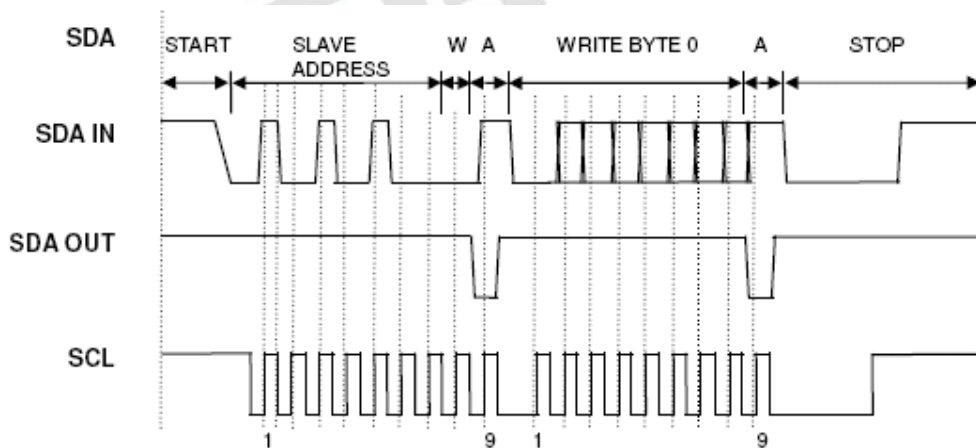 SDA
START SLAVE ADDRESS W A WRITE BYTE 0 A STOP
SDA IN
SDA OUT
SCL
1 9 1 9